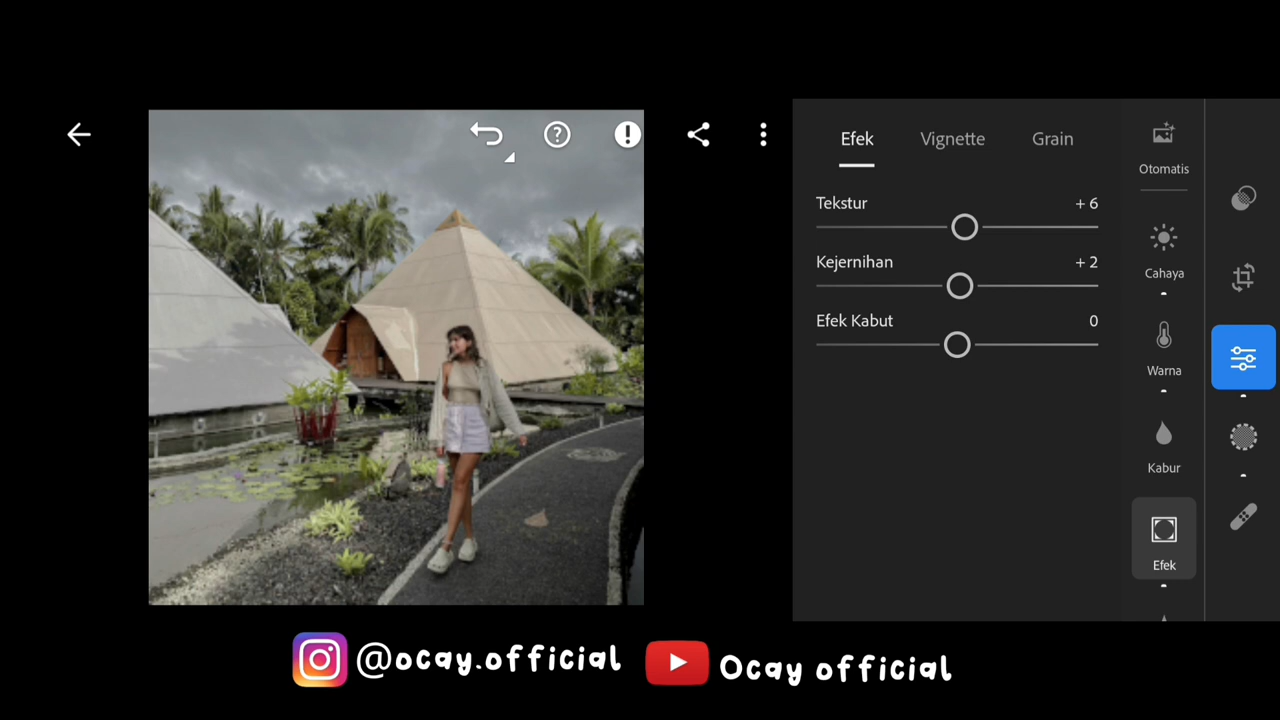 Efek Vignette Grain
Otomatis
Tekstur + 6
Kejernihan + 2
Cahaya
Efek Kabut 0
Warna
Kabur
Efek
@ocay.official Ocay official